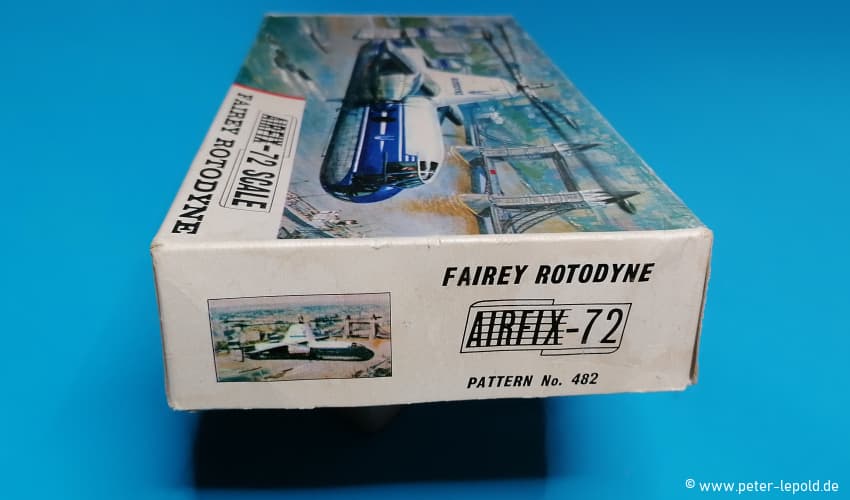 AIRFIX-72 SCALE
FAIREY ROTODYNE
FAIREY ROTODYNE
AIRFIX-72
PATTERN No. 482
© www.peter-lepold.de